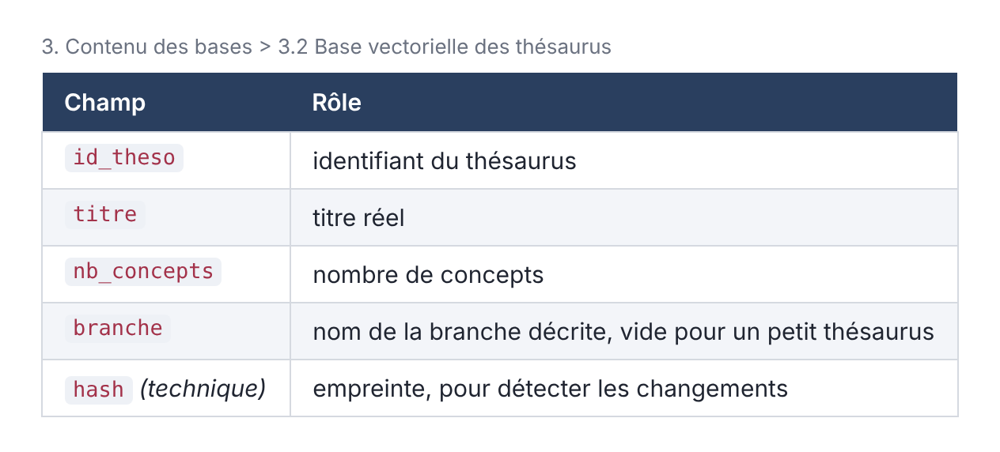 3. Contenu des bases > 3.2 Base vectorielle des thésaurus
Champ Rôle
id_theso identifiant du thésaurus
titre titre réel
nb_concepts nombre de concepts
branche nom de la branche décrite, vide pour un petit thésaurus
hash (technique) empreinte, pour détecter les changements